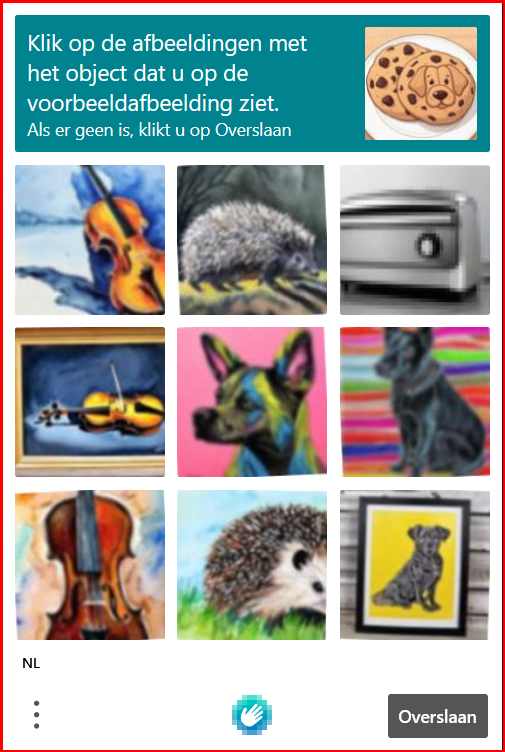 Klik op de afbeeldingen met
het object dat u op de
voorbeeldafbeelding ziet.
Als er geen is, klikt u op Overslaan
NL
Overslaan